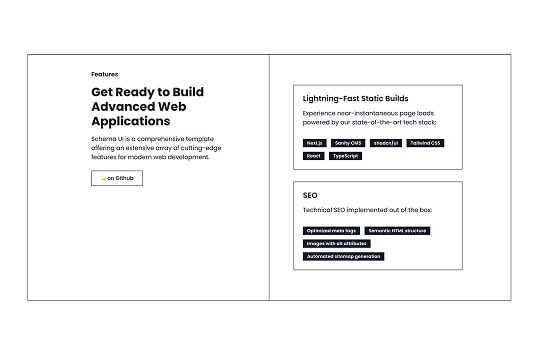 Features
Get Ready to Build
Advanced Web
Applications
Schema UI is a comprehensive template
offering an extensive array of cutting-edge
features for modern web development.
⭐ on Github
Lightning-Fast Static Builds
Experience near-instantaneous page loads
powered by our state-of-the-art tech stack:
Next.js Sanity CMS shadcn/ui Tailwind CSS
React TypeScript
SEO
Technical SEO implemented out of the box:
Optimized meta tags Semantic HTML structure
Images with alt attributes
Automated sitemap generation